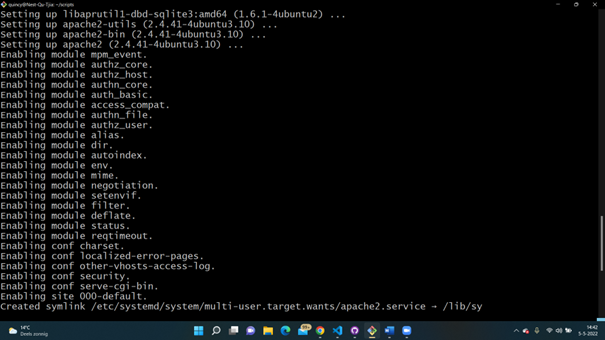 quincy@Nest-Qu-Tjia: ~/scripts
Setting up libaprutil1-dbd-sqlite3:amd64 (1.6.1-4ubuntu2) ...
Setting up apache2-utils (2.4.41-4ubuntu3.10) ...
Setting up apache2-bin (2.4.41-4ubuntu3.10) ...
Setting up apache2 (2.4.41-4ubuntu3.10) ...
Enabling module mpm_event.
Enabling module authz_core.
Enabling module authz_host.
Enabling module authn_core.
Enabling module auth_basic.
Enabling module access_compat.
Enabling module authn_file.
Enabling module authz_user.
Enabling module alias.
Enabling module dir.
Enabling module autoindex.
Enabling module env.
Enabling module mime.
Enabling module negotiation.
Enabling module setenvif.
Enabling module filter.
Enabling module deflate.
Enabling module status.
Enabling module reqtimeout.
Enabling conf charset.
Enabling conf localized-error-pages.
Enabling conf other-vhosts-access-log.
Enabling conf security.
Enabling conf serve-cgi-bin.
Enabling site 000-default.
Created symlink /etc/systemd/system/multi-user.target.wants/apache2.service → /lib/sy
14°C
Deels zonnig
99+
14:42
5-5-2022